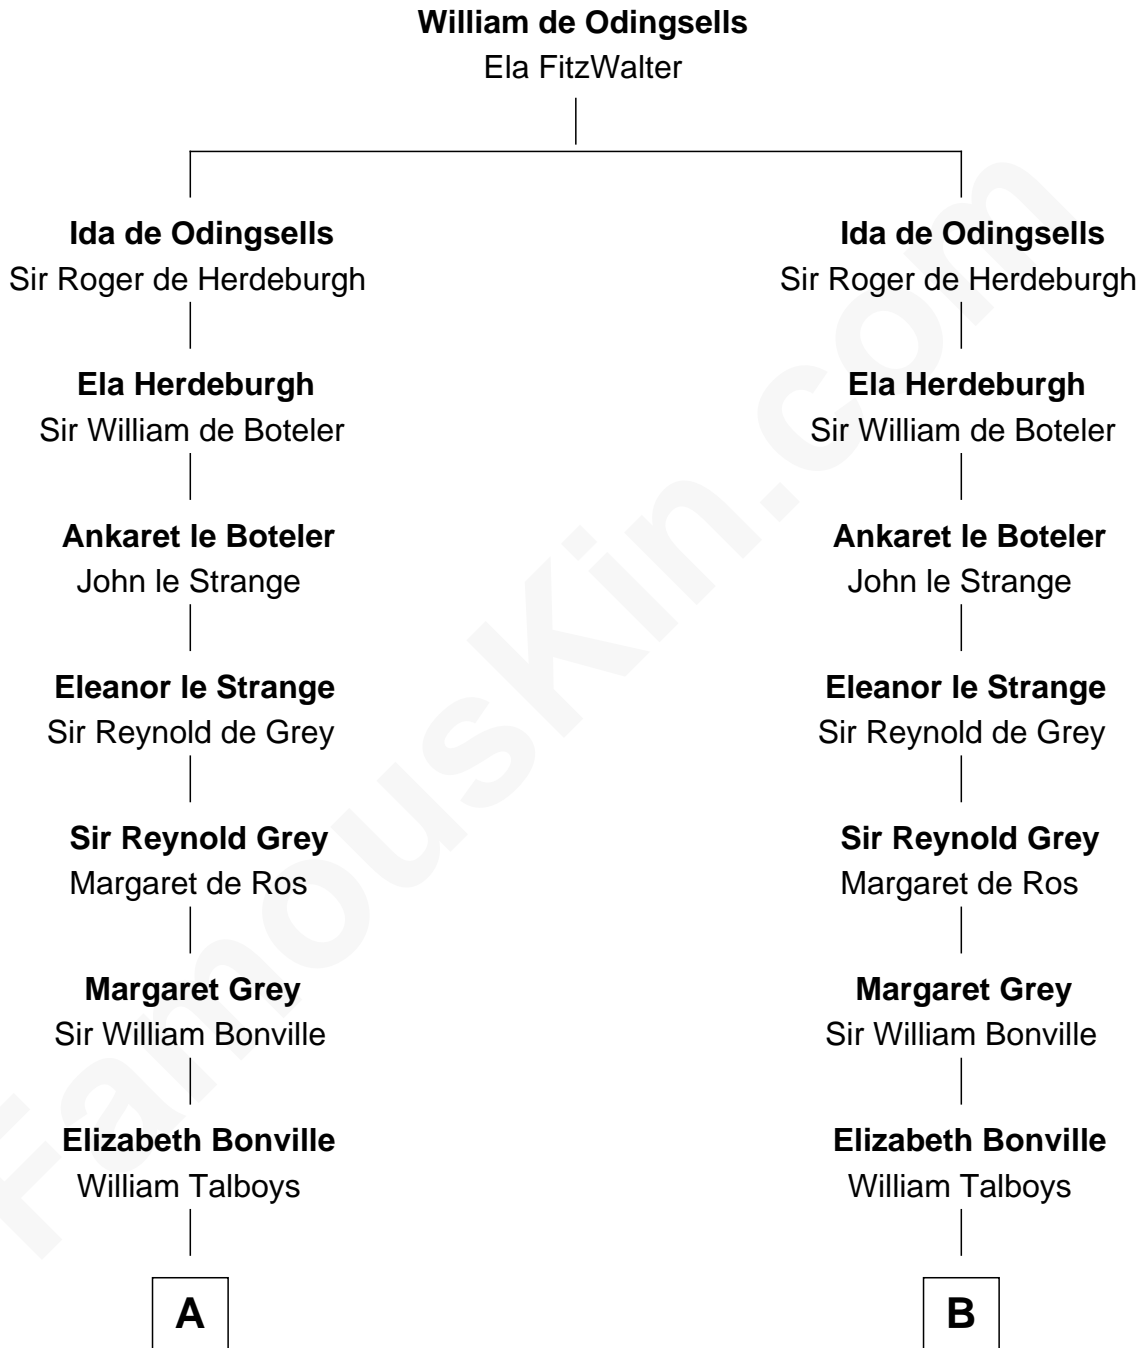 William de Odingsells
Ela FitzWalter
Ida de Odingsells
Sir Roger de Herdeburgh
Ida de Odingsells
Sir Roger de Herdeburgh
Ela Herdeburgh
Sir William de Boteler
Ela Herdeburgh
Sir William de Boteler
Ankaret le Boteler
John le Strange
Ankaret le Boteler
John le Strange
Eleanor le Strange
Sir Reynold de Grey
Eleanor le Strange
Sir Reynold de Grey
Sir Reynold Grey
Margaret de Ros
Sir Reynold Grey
Margaret de Ros
Margaret Grey
Sir William Bonville
Margaret Grey
Sir William Bonville
Elizabeth Bonville
William Talboys
Elizabeth Bonville
William Talboys
A
B
FamousKin.com